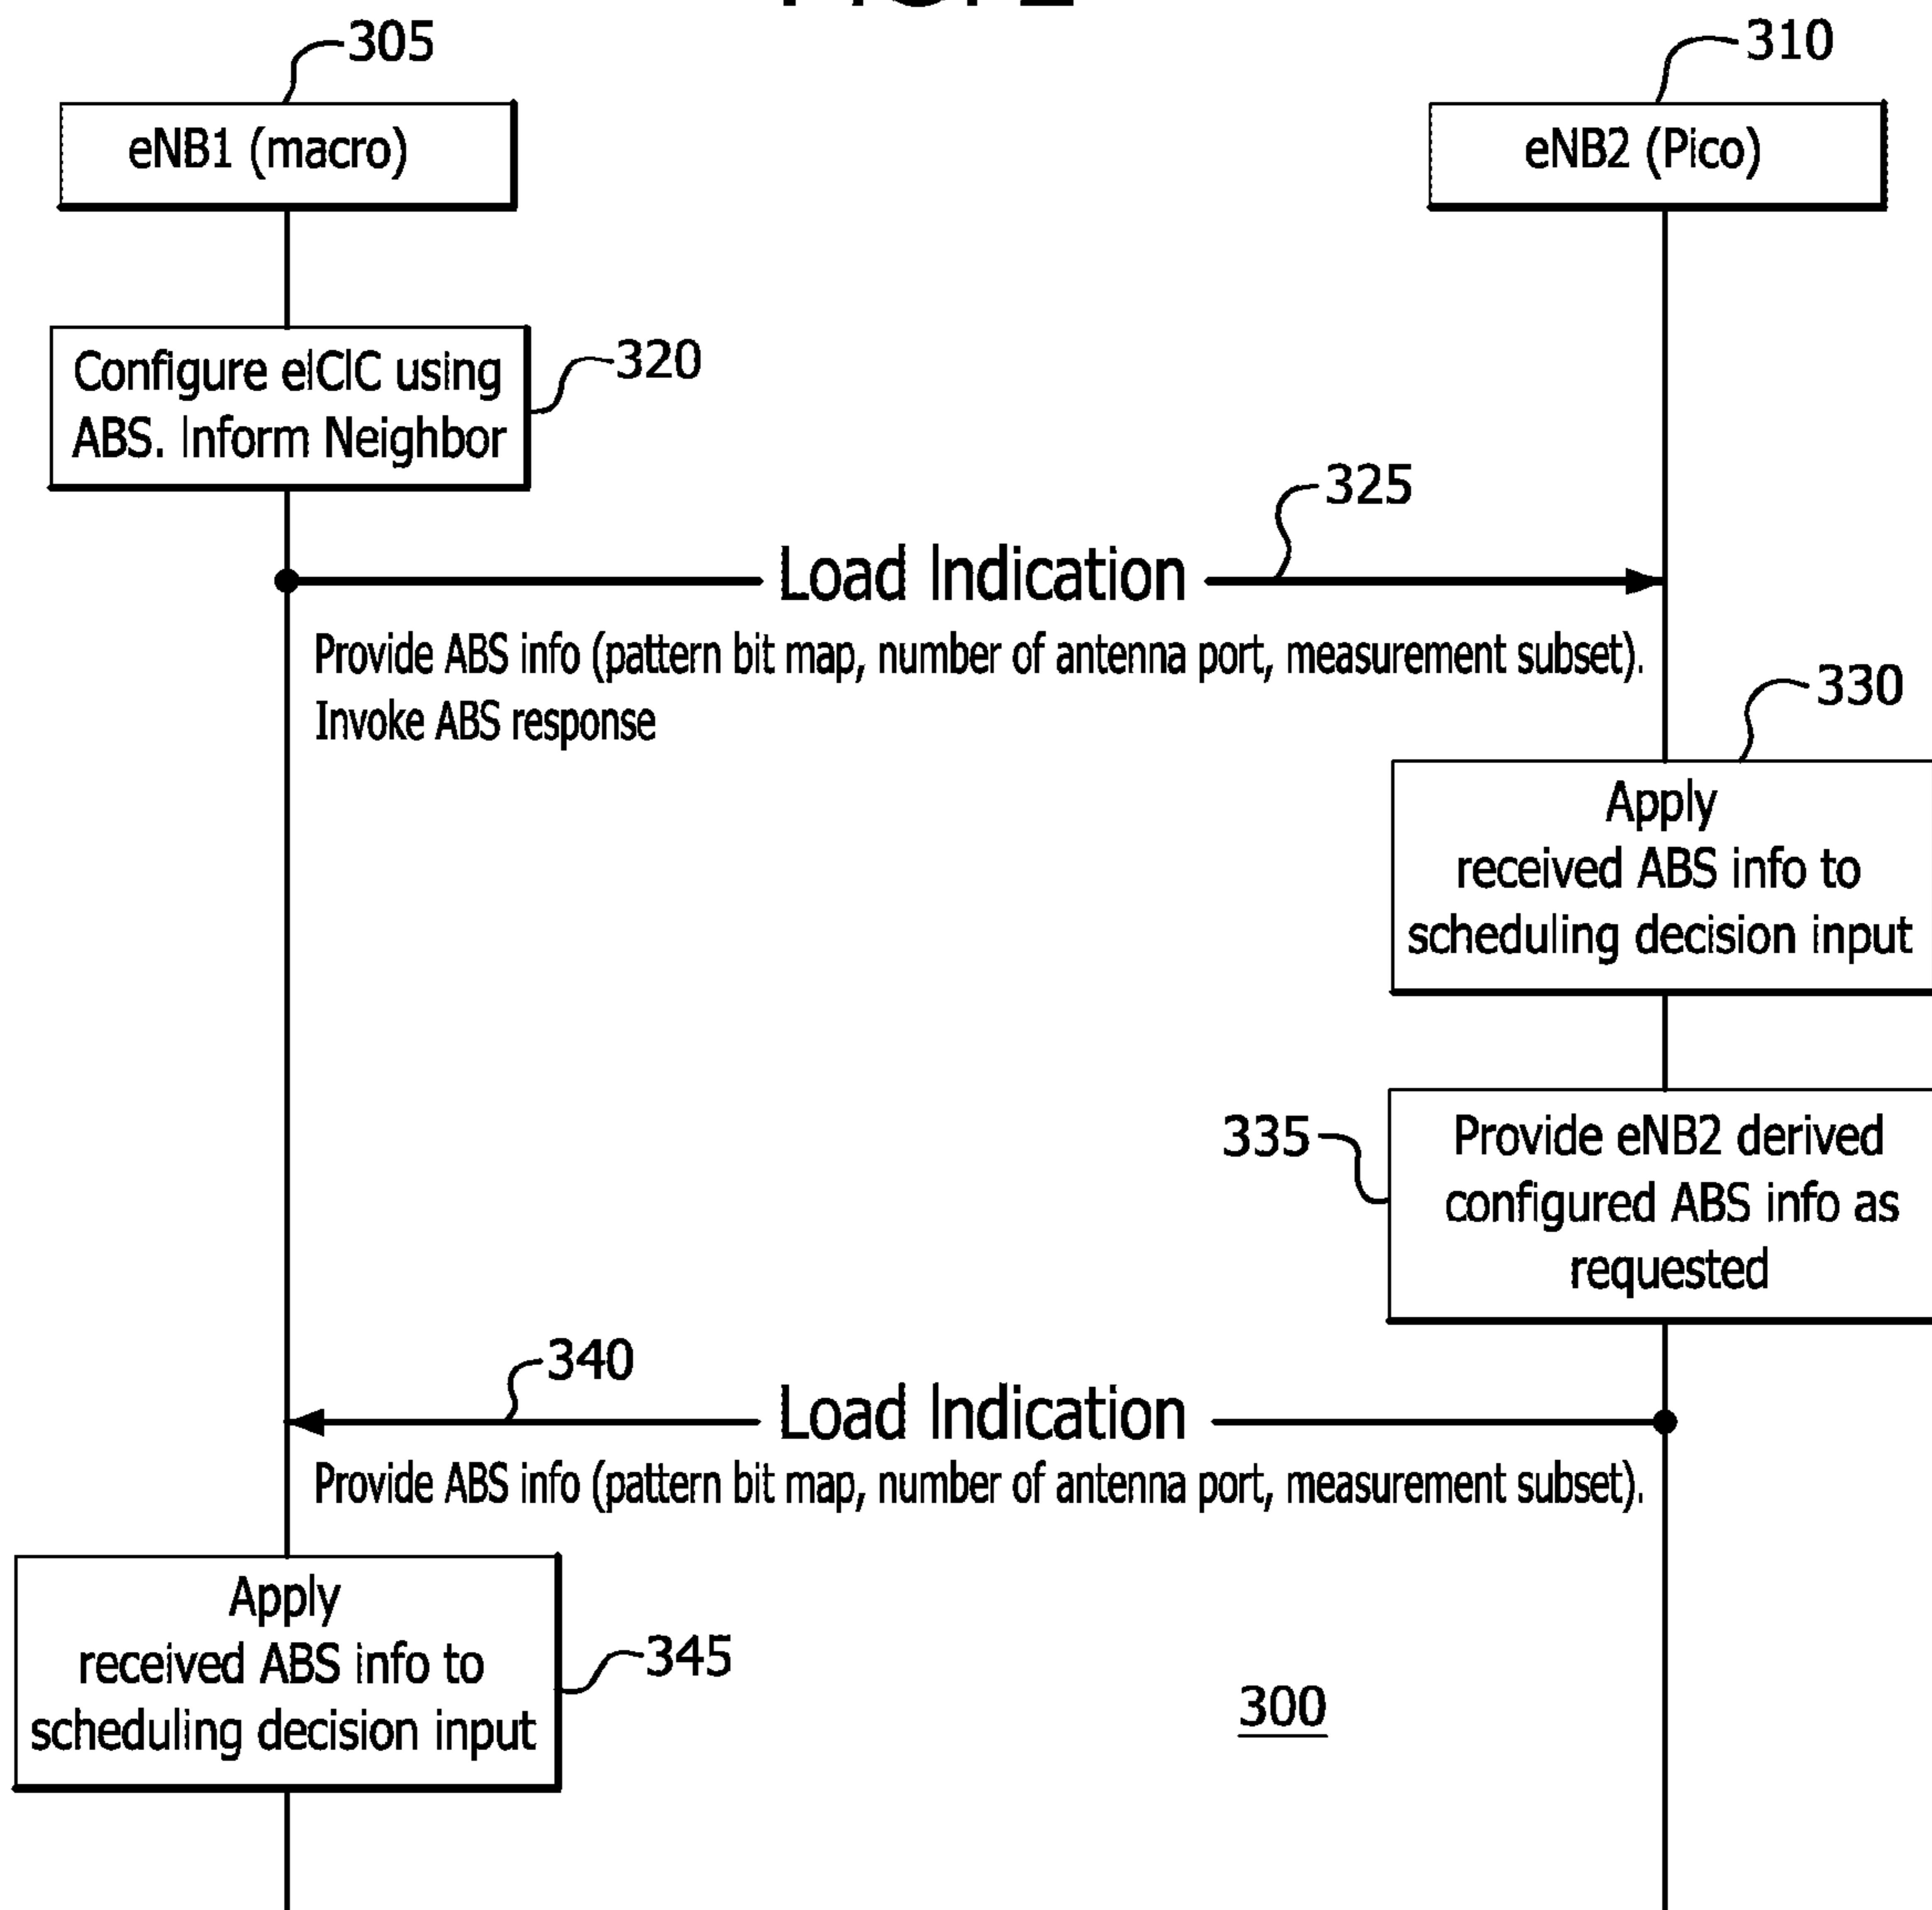 305
310
eNB1 (macro)
eNB2 (Pico)
Configure eICIC using
ABS. Inform Neighbor
320
325
Load Indication
Provide ABS info (pattern bit map, number of antenna port, measurement subset).
Invoke ABS response
330
Apply
received ABS info to
scheduling decision input
335
Provide eNB2 derived
configured ABS info as
requested
340
Load Indication
Provide ABS info (pattern bit map, number of antenna port, measurement subset).
Apply
received ABS info to
scheduling decision input
345
300